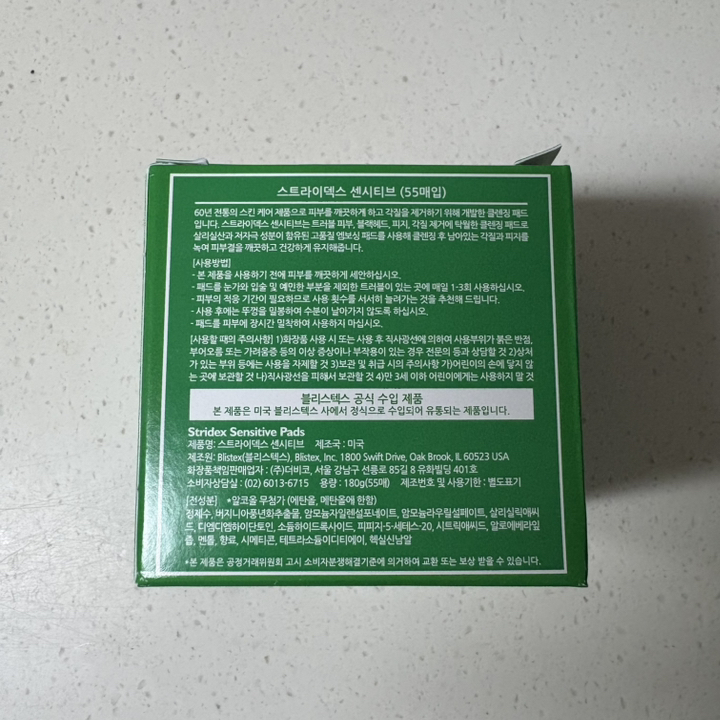 스트라이덱스 센시티브 (55매입)
60년 전통의 스킨 케어 제품으로 피부를 깨끗하게 하고 각질을 제거하기 위해 개발한 클렌징 패드
입니다. 스트라이덱스 센시티브는 트러블 피부, 블랙헤드, 피지, 각질 제거에 탁월한 클렌징 패드로
살리실산과 저자극 성분이 함유된 고품질 엠보싱 패드를 사용해 클렌징 후 남아있는 각질과 피지를
녹여 피부결을 깨끗하고 건강하게 유지해줍니다.
[사용방법]
- 본 제품을 사용하기 전에 피부를 깨끗하게 세안하십시오.
- 패드를 눈가와 입술 및 예민한 부분을 제외한 트러블이 있는 곳에 매일 1-3회 사용하십시오.
- 피부의 적응 기간이 필요하므로 사용 횟수를 서서히 늘려가는 것을 추천해 드립니다.
- 사용 후에는 뚜껑을 밀봉하여 수분이 날아가지 않도록 하십시오.
- 패드를 피부에 장시간 밀착하여 사용하지 마십시오.
[사용할 때의 주의사항] 1)화장품 사용 시 또는 사용 후 직사광선에 의하여 사용부위가 붉은 반점,
부어오름 또는 가려움증 등의 이상 증상이나 부작용이 있는 경우 전문의 등과 상담할 것 2)상처
가 있는 부위 등에는 사용을 자제할 것 3)보관 및 취급 시의 주의사항 가)어린이의 손에 닿지 않
는 곳에 보관할 것 나)직사광선을 피해서 보관할 것 4)만 3세 이하 어린이에게는 사용하지 말 것
블리스텍스 공식 수입 제품
본 제품은 미국 블리스텍스 사에서 정식으로 수입되어 유통되는 제품입니다.
Stridex Sensitive Pads
제품명: 스트라이덱스 센시티브 제조국 : 미국
제조원: Blistex(블리스텍스), Blistex, Inc. 1800 Swift Drive, Oak Brook, IL 60523 USA
화장품책임판매업자 : (주)더비코, 서울 강남구 선릉로 85길 8 유화빌딩 401호
소비자상담실 : (02) 6013-6715 용량 : 180g(55매) 제조번호 및 사용기한 : 별도표기
[전성분] *알코올 무첨가 (에탄올, 메탄올에 한함)
정제수, 버지니아풍년화추출물, 암모늄자일렌설포네이트, 암모늄라우릴설페이트, 살리실릭애씨
드, 디엠디엠하이단토인, 소듐하이드록사이드, 피피지-5-세테스-20, 시트릭애씨드, 알로에베라잎
즙, 멘톨, 향료, 시메티콘, 테트라소듐이디티에이, 헥실신남알
*본 제품은 공정거래위원회 고시 소비자분쟁해결기준에 의거하여 교환 또는 보상 받을 수 있습니다.